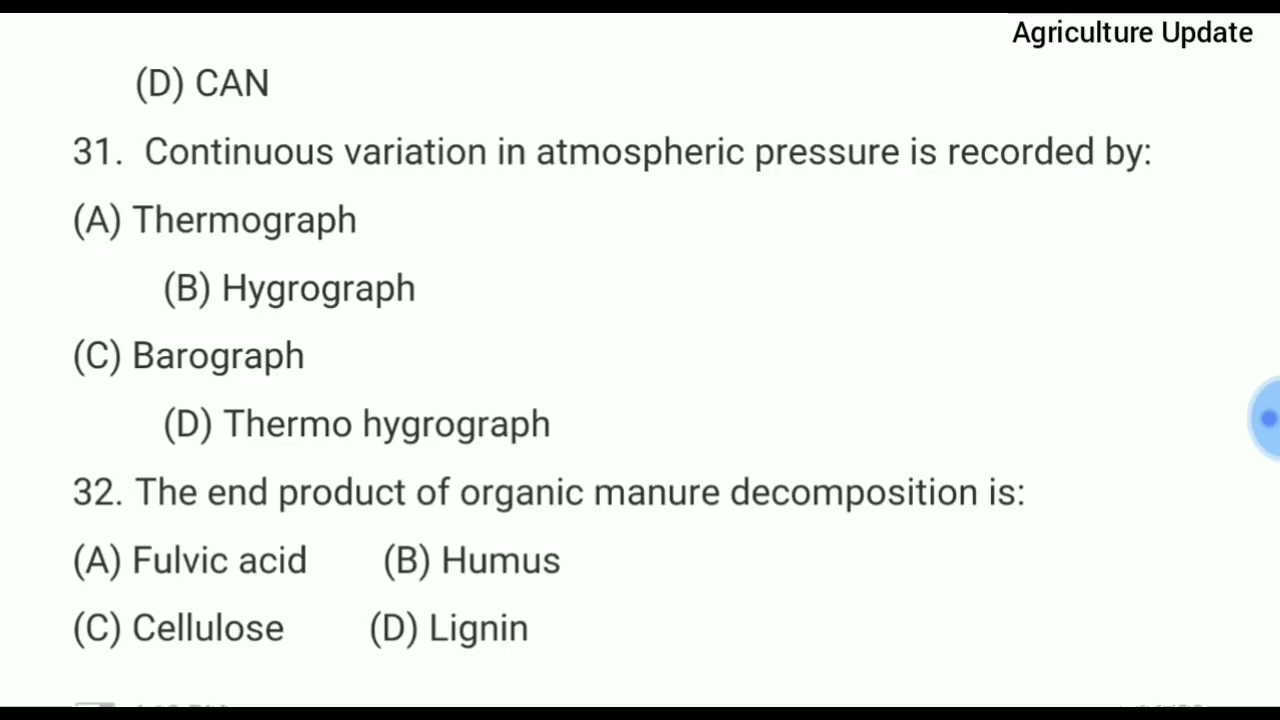 Agriculture Update
(D) CAN
31. Continuous variation in atmospheric pressure is recorded by:
(A) Thermograph
(B) Hygrograph
(C) Barograph
(D) Thermo hygrograph
32. The end product of organic manure decomposition is:
(A) Fulvic acid (B) Humus
(C) Cellulose (D) Lignin